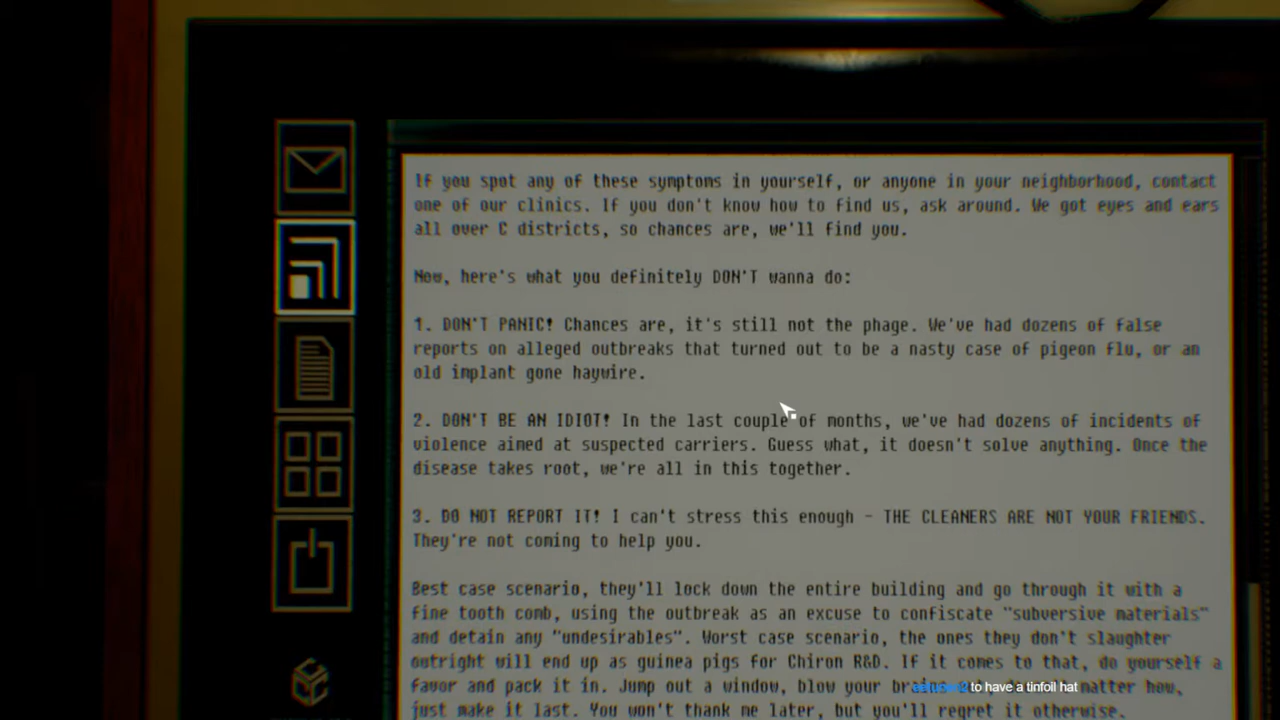 If you spot any of these symptoms in yourself, or anyone in your neighborhood, contact
one of our clinics. If you don't know how to find us, ask around. We got eyes and ears
all over C districts, so chances are, we'll find you.
Now, here's what you definitely DON'T wanna do:
1. DON'T PANIC! Chances are, it's still not the phage. We've had dozens of false
reports on alleged outbreaks that turned out to be a nasty case of pigeon flu, or an
old implant gone haywire.
2. DON'T BE AN IDIOT! In the last couple of months, we've had dozens of incidents of
violence aimed at suspected carriers. Guess what, it doesn't solve anything. Once the
disease takes root, we're all in this together.
3. DO NOT REPORT IT! I can't stress this enough - THE CLEANERS ARE NOT YOUR FRIENDS.
They're not coming to help you.
Best case scenario, they'll lock down the entire building and go through it with a
fine tooth comb, using the outbreak as an excuse to confiscate "subversive materials"
and detain any "undesirables". Worst case scenario, the ones they don't slaughter
outright will end up as guinea pigs for Chiron R&D. If it comes to that, do yourself a
favor and pack it in. Jump out a window, blow your matter how,
to have a tinfoil hat
just make it last. You won't thank me later, but you'll regret it otherwise.